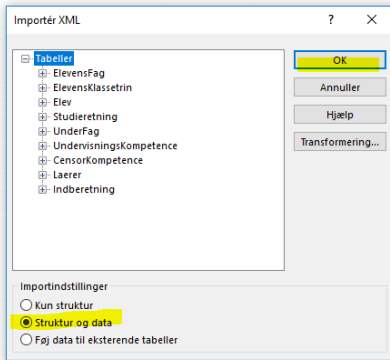 Importér XML
? X
Tabeller
ElevensFag
ElevensKlassetrin
Elev
Studieretning
UnderFag
UndervisningsKompetence
CensorKompetence
Laerer
Indberetning
OK
Annuller
Hjælp
Transformering...
Importindstillinger
Kun struktur
Struktur og data
Føj data til eksterende tabeller